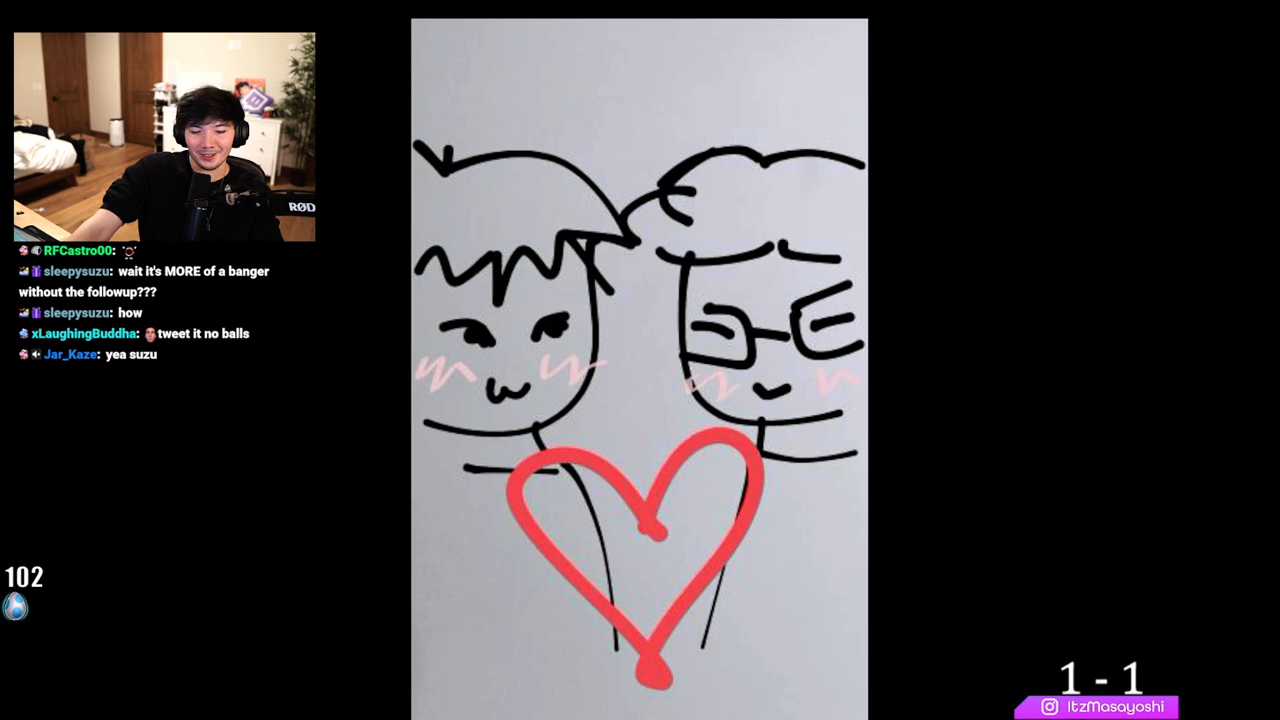 RØD
RFCastro00:
sleepysuzu: wait it's MORE of a banger
without the followup???
sleepysuzu: how
xLaughingBuddha: tweet it no balls
Jar_Kaze: yea suzu
102
1 - 1
ItzMasayoshi